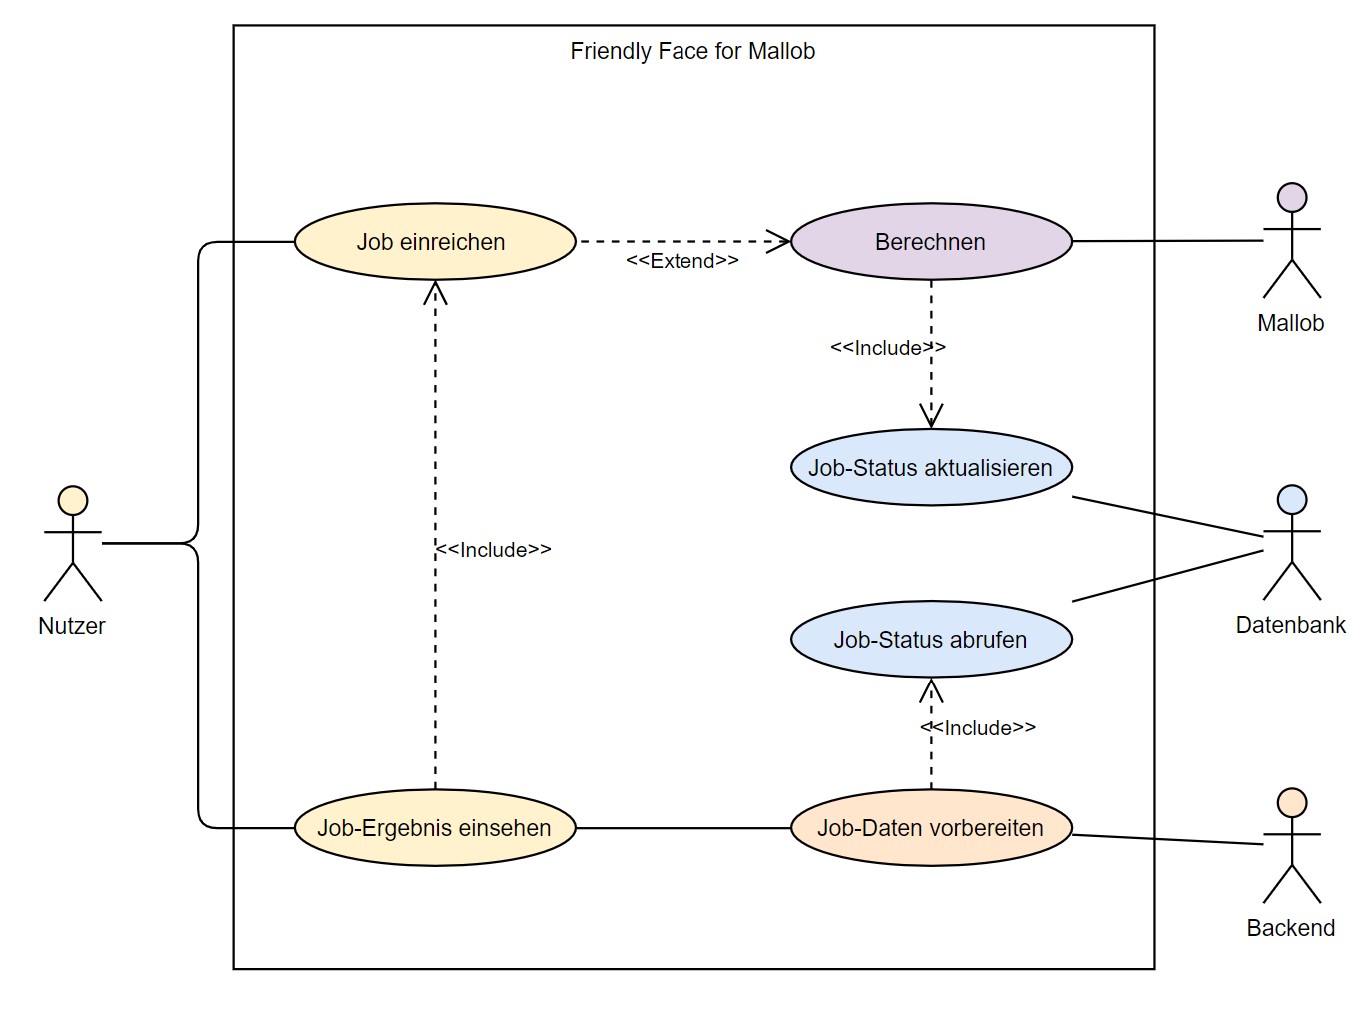 Friendly Face for Mallob
Job einreichen
<<Extend>>
Berechnen
Mallob
<<Include>>
Job-Status aktualisieren
<<Include>>
Nutzer
Datenbank
Job-Status abrufen
<<Include>>
Job-Ergebnis einsehen
Job-Daten vorbereiten
Backend